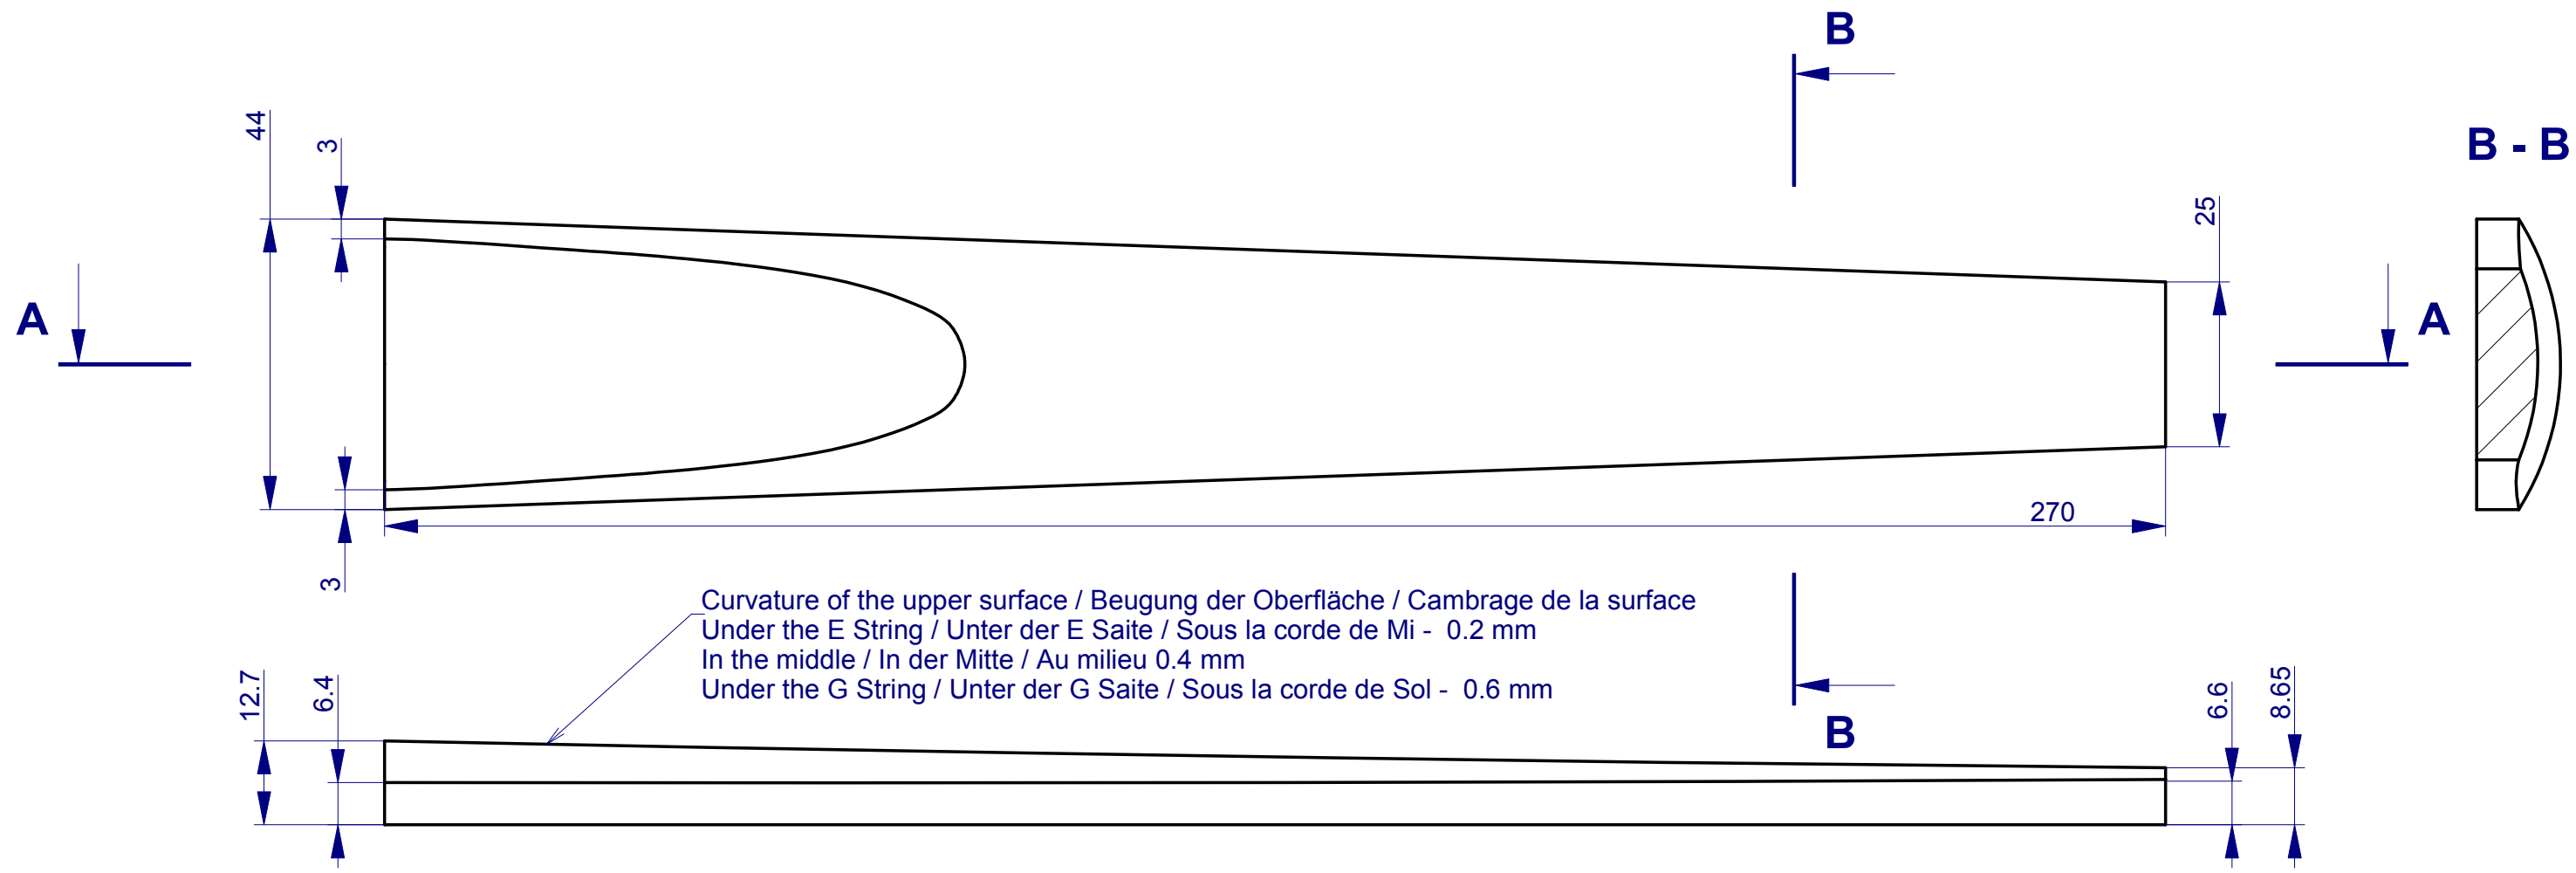 B
44
3
B - B
25
A
A
270
3
Curvature of the upper surface / Beugung der Oberfläche / Cambrage de la surface
Under the E String / Unter der E Saite / Sous la corde de Mi - 0.2 mm
In the middle / In der Mitte / Au milieu 0.4 mm
Under the G String / Unter der G Saite / Sous la corde de Sol - 0.6 mm
12.7
6.4
6.6
8.65
B